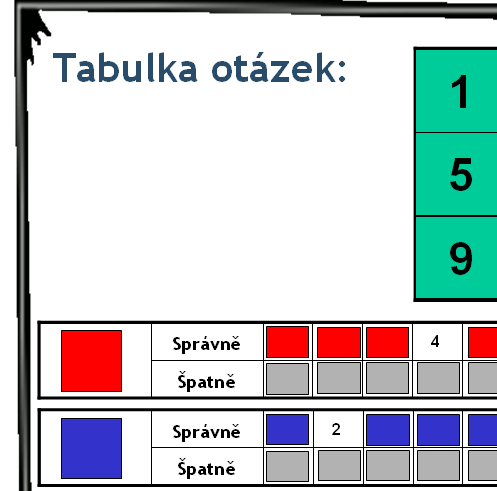 Tabulka otázek:
1
5
9
Správně 4
Špatně
Správně 2
Špatně